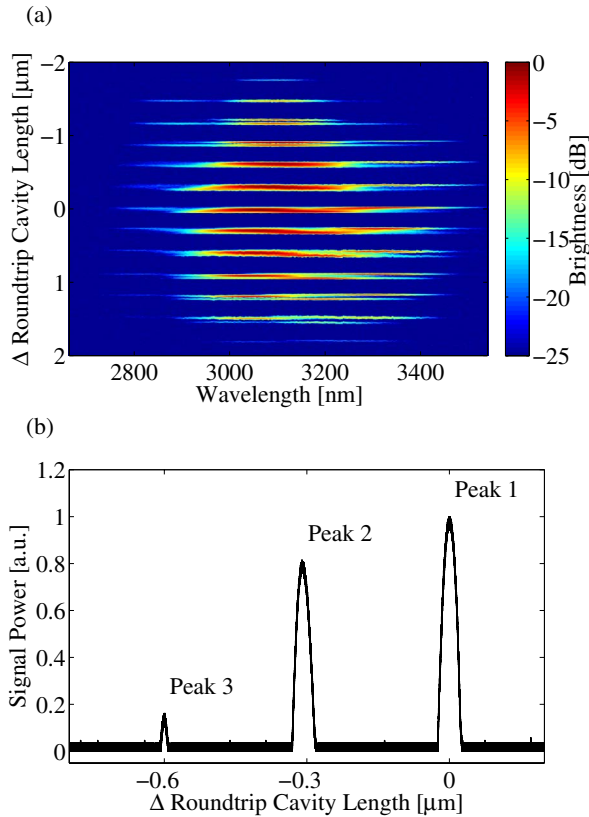 (a)
−2
−1
0
1
2
Δ Roundtrip Cavity Length [μm]
2800
3000
3200
3400
Wavelength [nm]
0
−5
−10
−15
−20
−25
Brightness [dB]
(b)
1.2
1
0.8
0.6
0.4
0.2
0
Signal Power [a.u.]
Peak 1
Peak 2
Peak 3
−0.6
−0.3
0
Δ Roundtrip Cavity Length [μm]